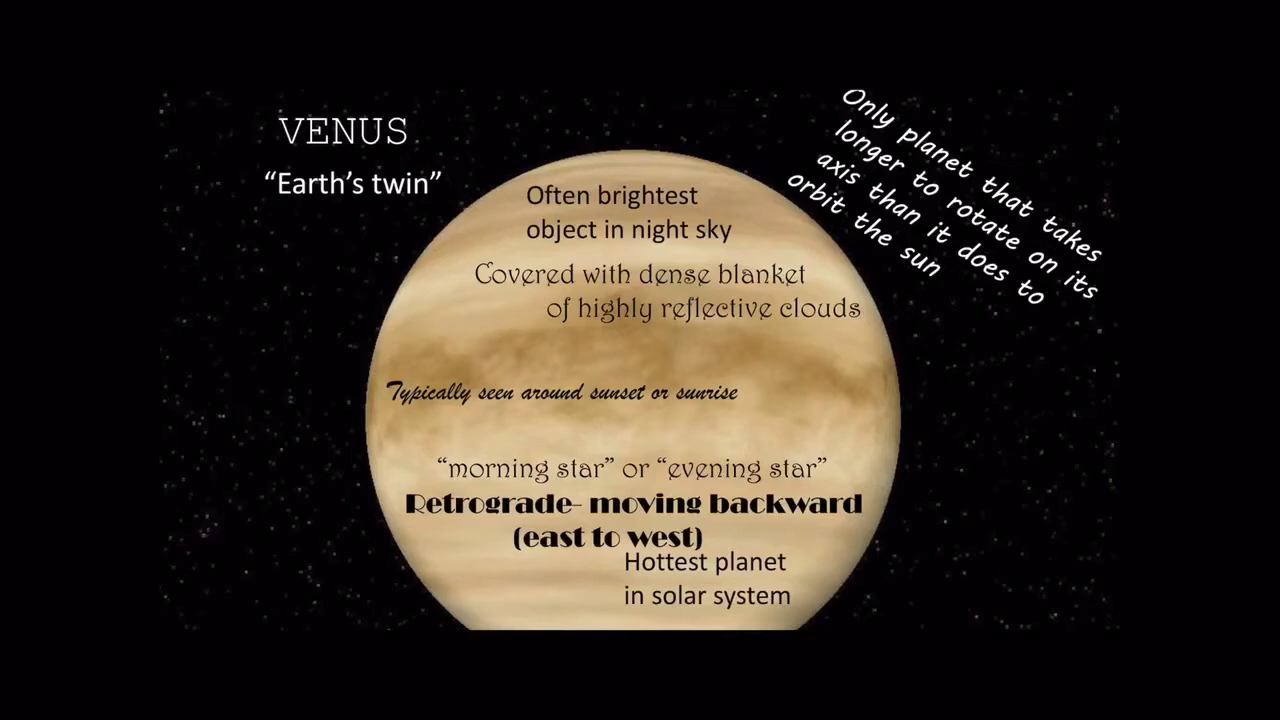 VENUS
“Earth’s twin”
Only planet that takes
longer to rotate on its
axis than it does to
orbit the sun
Often brightest
object in night sky
Covered with dense blanket
of highly reflective clouds
Typically seen around sunset or sunrise
“morning star” or “evening star”
Retrograde- moving backward
(east to west)
Hottest planet
in solar system